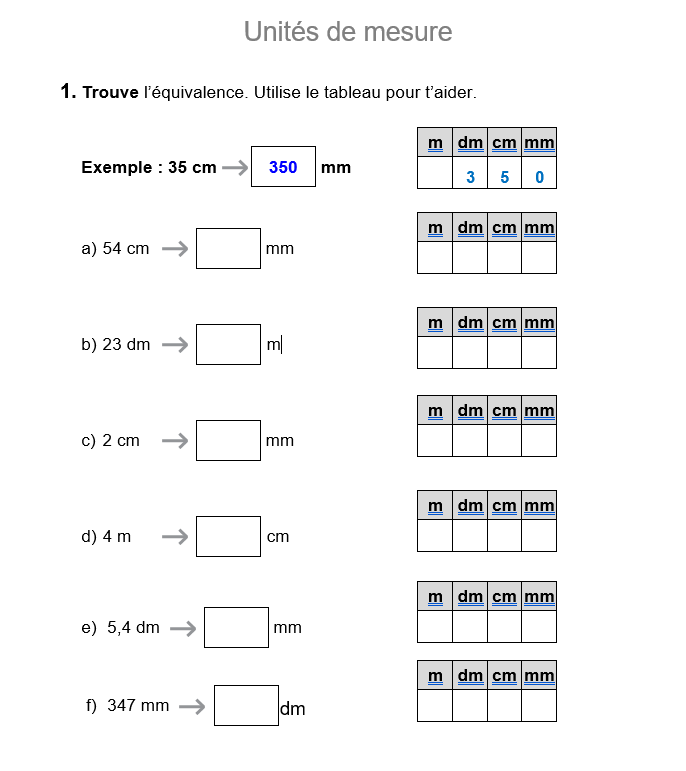 Unités de mesure
1. Trouve l'équivalence. Utilise le tableau pour t'aider.
m dm cm mm
Exemple : 35 cm → 350 mm
3 5 0
m dm cm mm
a) 54 cm → mm
m dm cm mm
b) 23 dm → m
m dm cm mm
c) 2 cm → mm
m dm cm mm
d) 4 m → cm
m dm cm mm
e) 5,4 dm → mm
m dm cm mm
f) 347 mm → dm